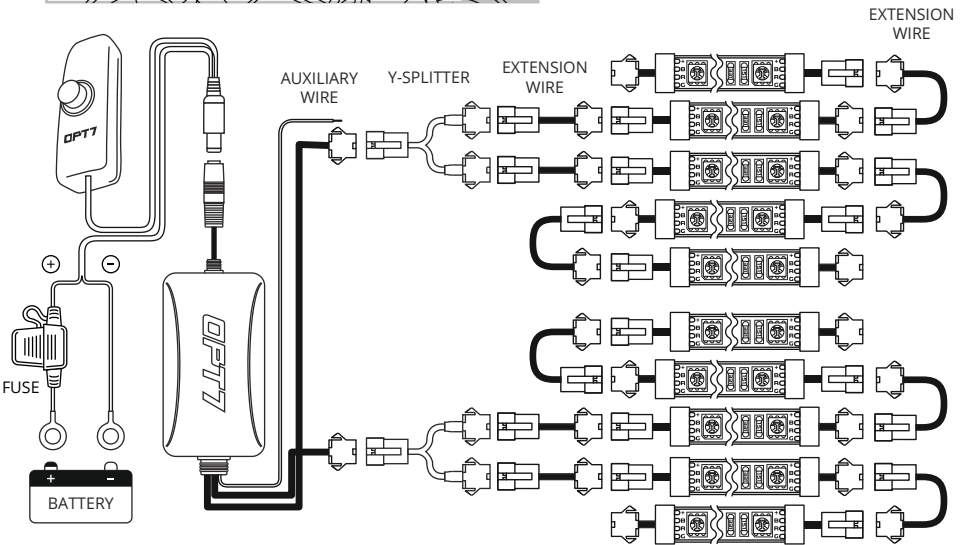 EXTENSION
WIRE
AUXILIARY
WIRE
Y-SPLITTER
EXTENSION
WIRE
OPT7
+
−
OPT7
FUSE
+
−
BATTERY